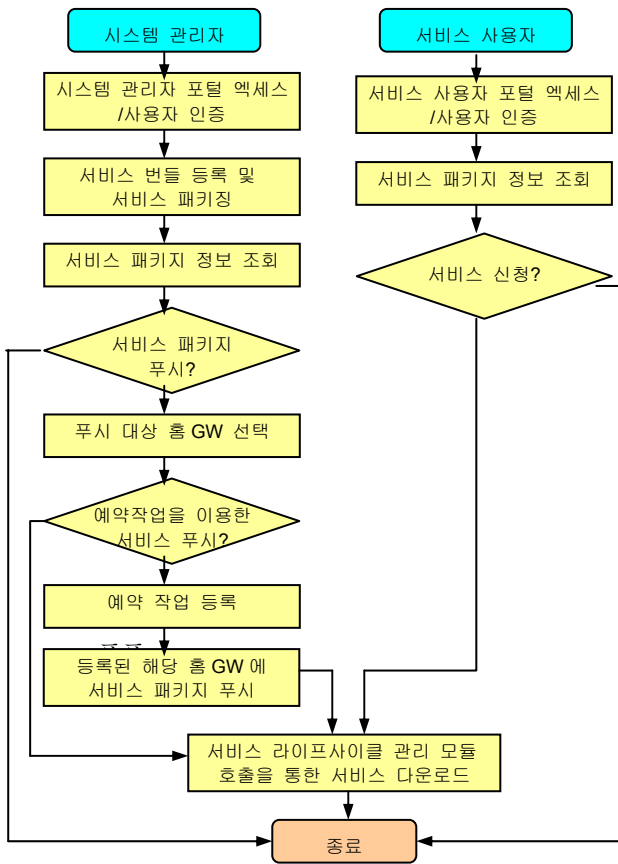 시스템 관리자
시스템 관리자 포털 엑세스
/사용자 인증
서비스 번들 등록 및
서비스 패키징
서비스 패키지 정보 조회
서비스 패키지
푸시?
푸시 대상 홈 GW 선택
예약작업을 이용한
서비스 푸시?
예약 작업 등록
등록된 해당 홈 GW 에
서비스 패키지 푸시
서비스 사용자
서비스 사용자 포털 엑세스
/사용자 인증
서비스 패키지 정보 조회
서비스 신청?
서비스 라이프사이클 관리 모듈
호출을 통한 서비스 다운로드
종료